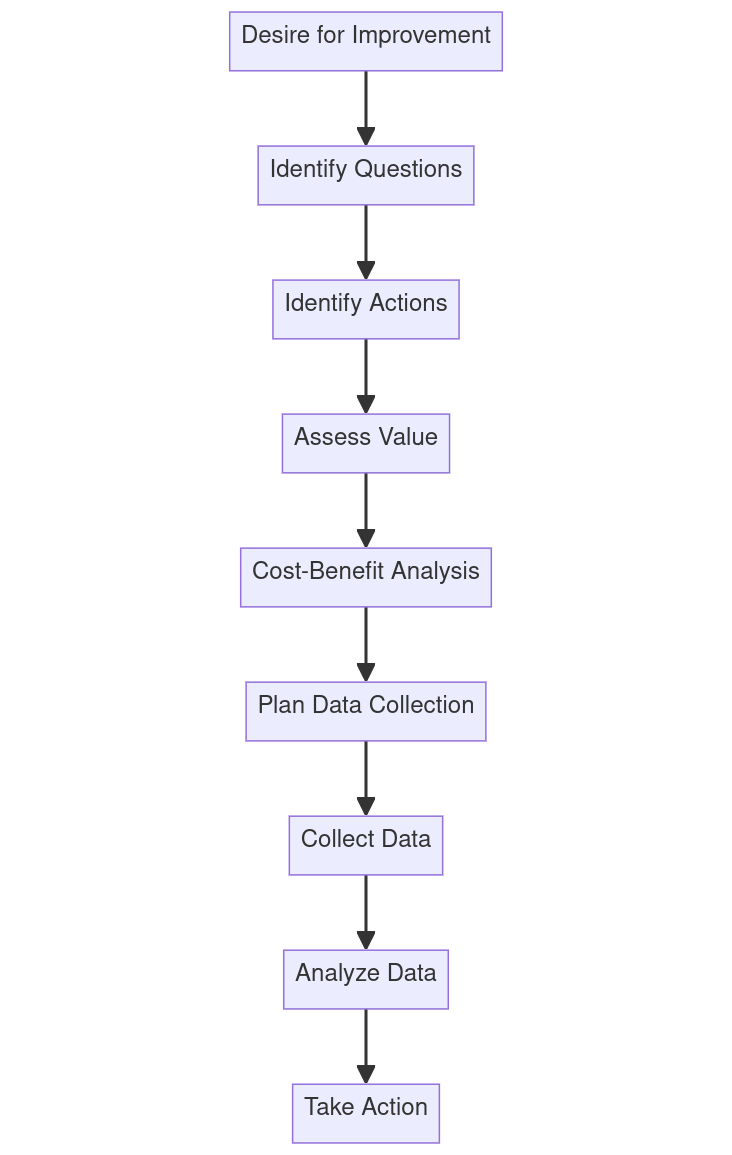 Desire for Improvement
Identify Questions
Identify Actions
Assess Value
Cost-Benefit Analysis
Plan Data Collection
Collect Data
Analyze Data
Take Action